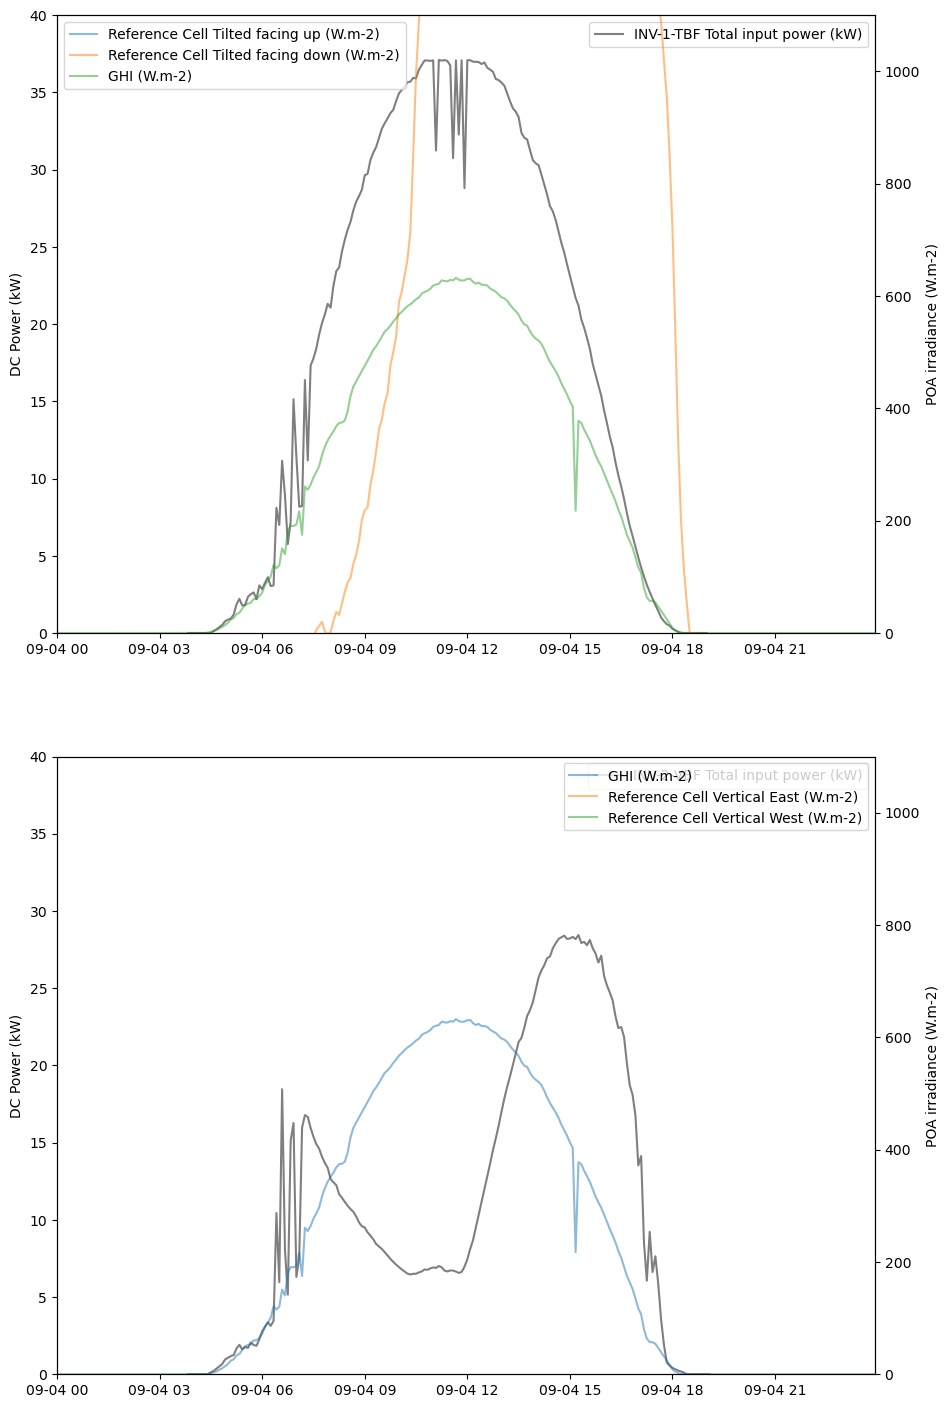 40
35
30
25
20
15
10
5
0
DC Power (kW)
Reference Cell Tilted facing up (W.m-2)
Reference Cell Tilted facing down (W.m-2)
GHI (W.m-2)
INV-1-TBF Total input power (kW)
1000
800
600
400
200
0
POA irradiance (W.m-2)
09-04 00 09-04 03 09-04 06 09-04 09 09-04 12 09-04 15 09-04 18 09-04 21
40
35
30
25
20
15
10
5
0
DC Power (kW)
Total input power (kW)
GHI (W.m-2)
Reference Cell Vertical East (W.m-2)
Reference Cell Vertical West (W.m-2)
1000
800
600
400
200
0
POA irradiance (W.m-2)
09-04 00 09-04 03 09-04 06 09-04 09 09-04 12 09-04 15 09-04 18 09-04 21